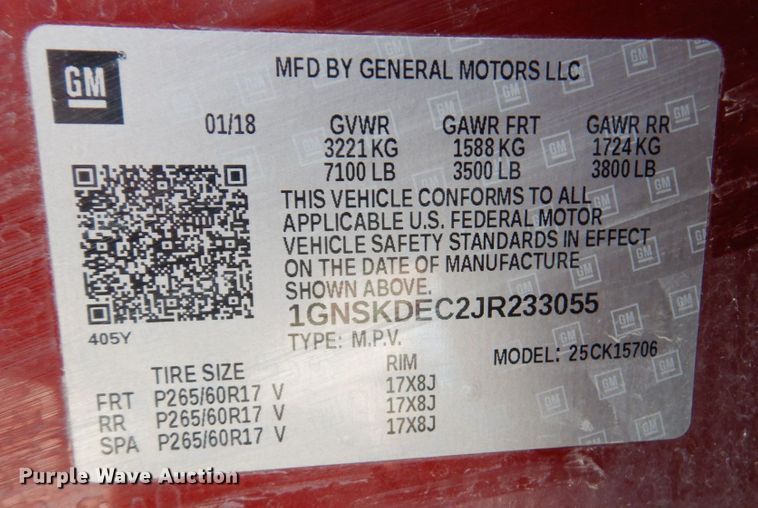 GM
MFD BY GENERAL MOTORS LLC
01/18 GVWR GAWR FRT GAWR RR
3221 KG 1588 KG 1724 KG
7100 LB 3500 LB 3800 LB
THIS VEHICLE CONFORMS TO ALL
APPLICABLE U.S. FEDERAL MOTOR
VEHICLE SAFETY STANDARDS IN EFFECT
ON THE DATE OF MANUFACTURE
SHOWN ABOVE.
1GNSKDEC2JR233055
405Y
TYPE: M.P.V. MODEL: 25CK15706
TIRE SIZE RIM
FRT P265/60R17 V 17X8J
RR P265/60R17 V 17X8J
SPA P265/60R17 V 17X8J
Purple Wave Auction